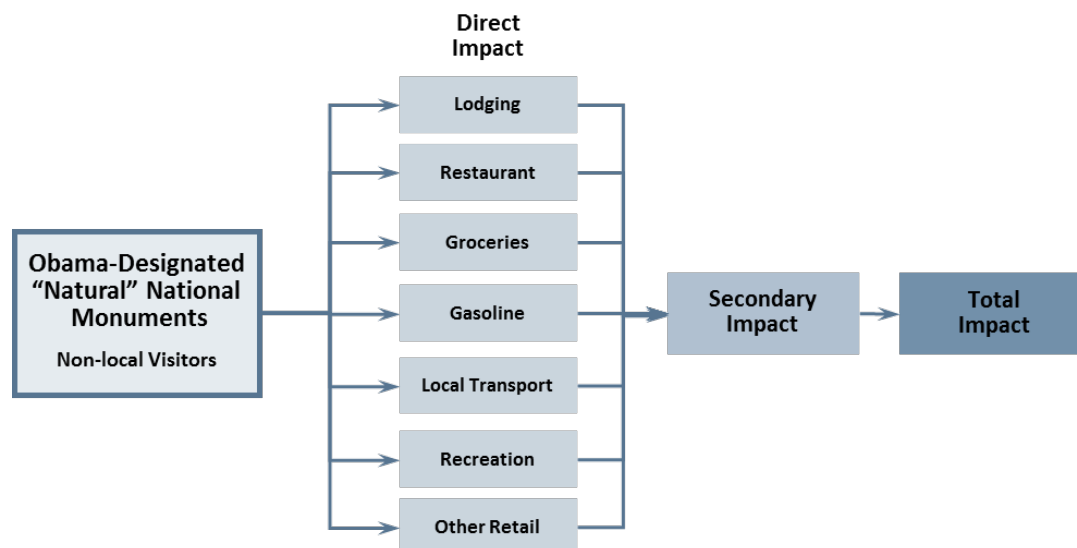 Direct
Impact
Lodging
Restaurant
Groceries
Obama-Designated
“Natural” National
Monuments
Non-local Visitors
Gasoline
Secondary
Impact
Total
Impact
Local Transport
Recreation
Other Retail